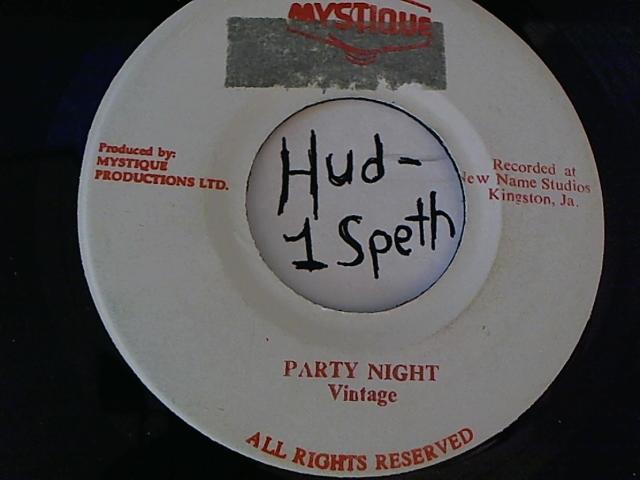 MYSTIQUE
Produced by:
MYSTIQUE
PRODUCTIONS LTD.
Hud-
1 Speth
Recorded at
New Name Studios
Kingston, Ja.
PARTY NIGHT
Vintage
ALL RIGHTS RESERVED